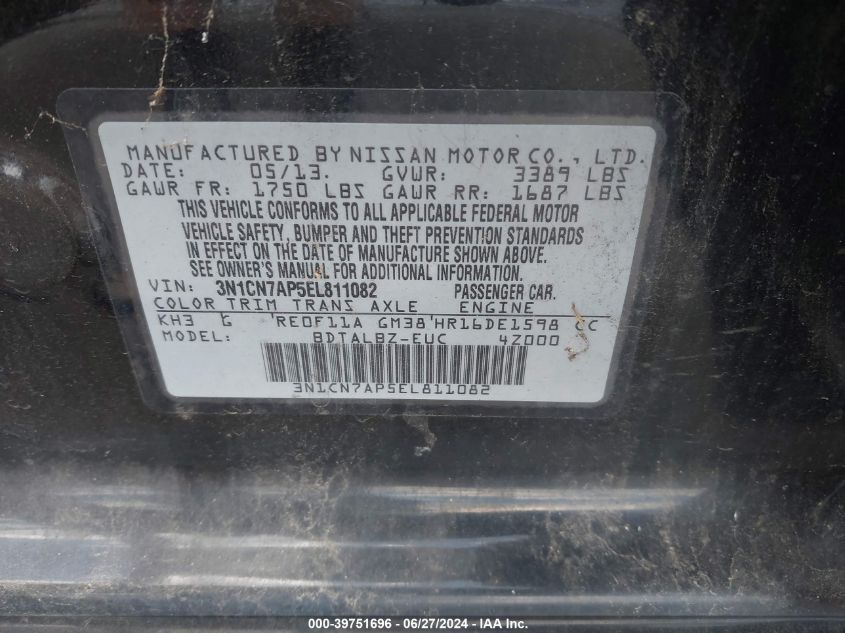 MANUFACTURED BY NISSAN MOTOR CO., LTD.
DATE: 05/13. GVWR: 3389 LBS
GAWR FR: 1750 LBS GAWR RR: 1687 LBS
THIS VEHICLE CONFORMS TO ALL APPLICABLE FEDERAL MOTOR
VEHICLE SAFETY, BUMPER AND THEFT PREVENTION STANDARDS
IN EFFECT ON THE DATE OF MANUFACTURE SHOWN ABOVE.
SEE OWNER'S MANUAL FOR ADDITIONAL INFORMATION.
VIN: 3N1CN7AP5EL811082 PASSENGER CAR.
COLOR TRIM TRANS AXLE ENGINE
KH3 G RE0F11A GM38 HR16DE1598 CC
MODEL: BDTALBZ-EUC 4Z000
3N1CN7AP5EL811082
000-39751696 - 06/27/2024 - IAA Inc.